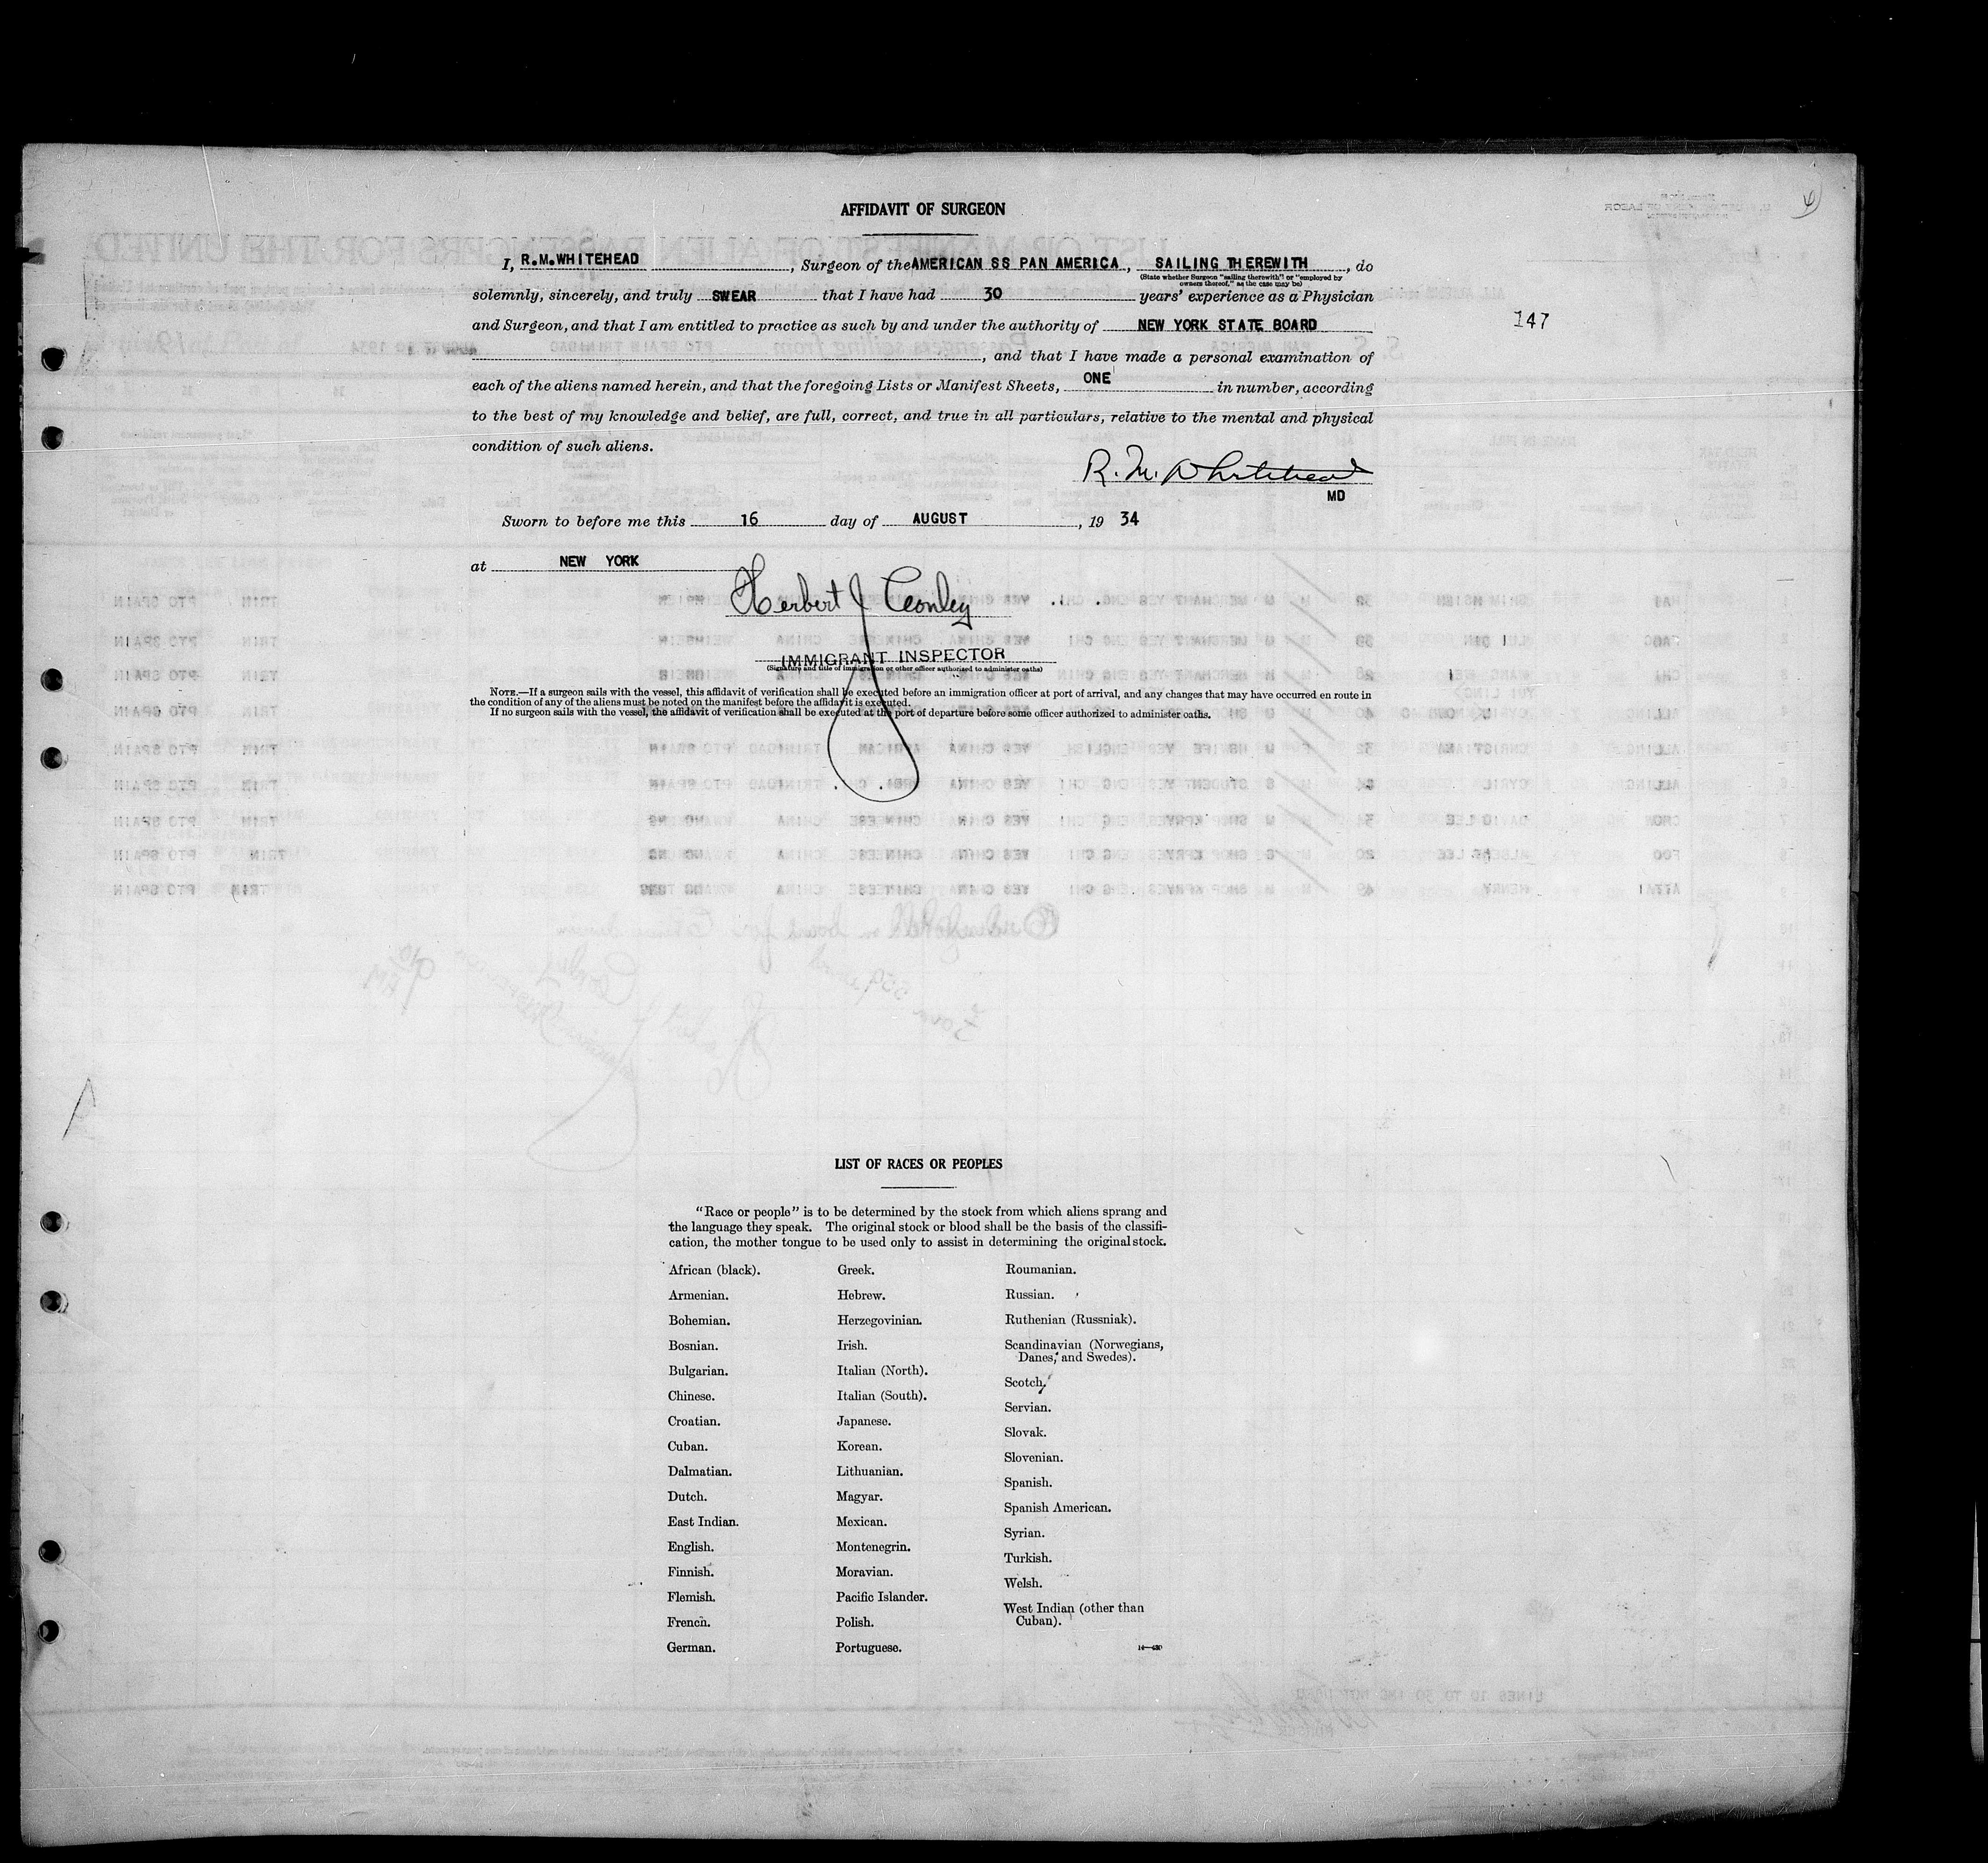 AFFIDAVIT OF SURGEON
I, R.M.WHITEHEAD, Surgeon of the AMERICAN SS PAN AMERICA, SAILING THEREWITH, do
(State whether Surgeon "sailing therewith" or "employed by
owners thereof," as the case may be)
solemnly, sincerely, and truly SWEAR that I have had 30 years' experience as a Physician
and Surgeon, and that I am entitled to practice as such by and under the authority of NEW YORK STATE BOARD
147
, and that I have made a personal examination of
each of the aliens named herein, and that the foregoing Lists or Manifest Sheets, ONE in number, according
to the best of my knowledge and belief, are full, correct, and true in all particulars, relative to the mental and physical
condition of such aliens.
R. M. Whitehead
MD
Sworn to before me this 16 day of AUGUST, 19 34
at NEW YORK
Herbert J
IMMIGRANT INSPECTOR
(Signature and title of immigration or other officer authorized to administer oaths)
NOTE.—If a surgeon sails with the vessel, this affidavit of verification shall be executed before an immigration officer at port of arrival, and any changes that may have occurred en route in
the condition of any of the aliens must be noted on the manifest before the affidavit is executed.
If no surgeon sails with the vessel, the affidavit of verification shall be executed at the port of departure before some officer authorized to administer oaths.
LIST OF RACES OR PEOPLES
"Race or people" is to be determined by the stock from which aliens sprang and
the language they speak. The original stock or blood shall be the basis of the classifi-
cation, the mother tongue to be used only to assist in determining the original stock.
African (black).
Armenian.
Bohemian.
Bosnian.
Bulgarian.
Chinese.
Croatian.
Cuban.
Dalmatian.
Dutch.
East Indian.
English.
Finnish.
Flemish.
French.
German.
Greek.
Hebrew.
Herzegovinian.
Irish.
Italian (North).
Italian (South).
Japanese.
Korean.
Lithuanian.
Magyar.
Mexican.
Montenegrin.
Moravian.
Pacific Islander.
Polish.
Portuguese.
Roumanian.
Russian.
Ruthenian (Russniak).
Scandinavian (Norwegians,
Danes, and Swedes).
Scotch.
Servian.
Slovak.
Slovenian.
Spanish.
Spanish American.
Syrian.
Turkish.
Welsh.
West Indian (other than
Cuban).